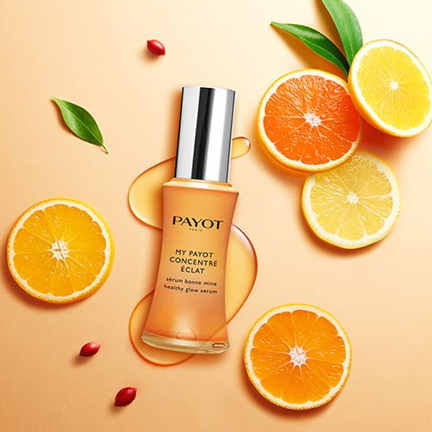 PAYOT
PARIS
MY PAYOT
CONCENTRÉ
ÉCLAT
sérum bonne mine
healthy glow serum